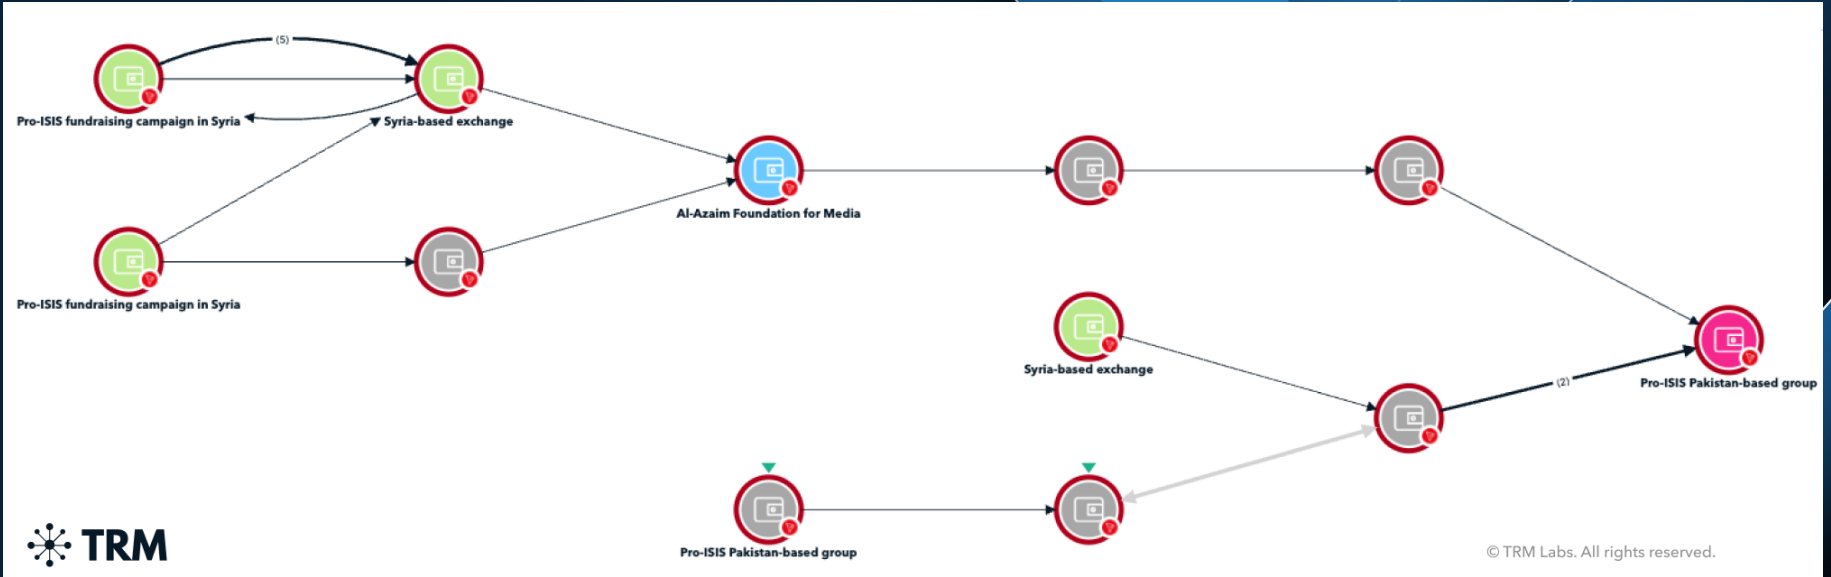 (5)
Pro-ISIS fundraising campaign in Syria
Syria-based exchange
Al-Azaim Foundation for Media
Pro-ISIS fundraising campaign in Syria
Syria-based exchange
(2)
Pro-ISIS Pakistan-based group
Pro-ISIS Pakistan-based group
TRM
© TRM Labs. All rights reserved.